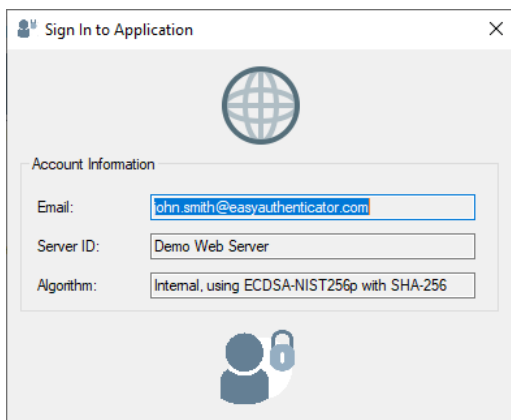 Sign In to Application
Account Information
Email: john.smith@easyauthenticator.com
Server ID: Demo Web Server
Algorithm: Internal, using ECDSA-NIST256p with SHA-256